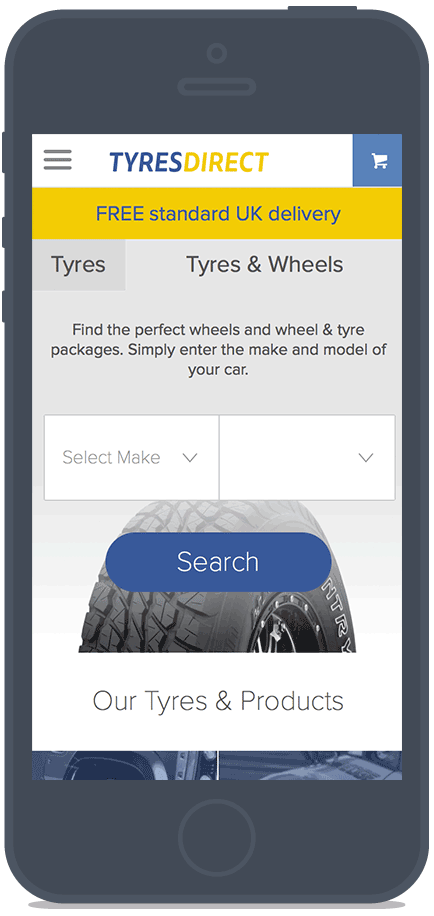 TYRESDIRECT
FREE standard UK delivery
Tyres
Tyres & Wheels
Find the perfect wheels and wheel & tyre
packages. Simply enter the make and model of
your car.
Select Make
Search
NTRY
Our Tyres & Products